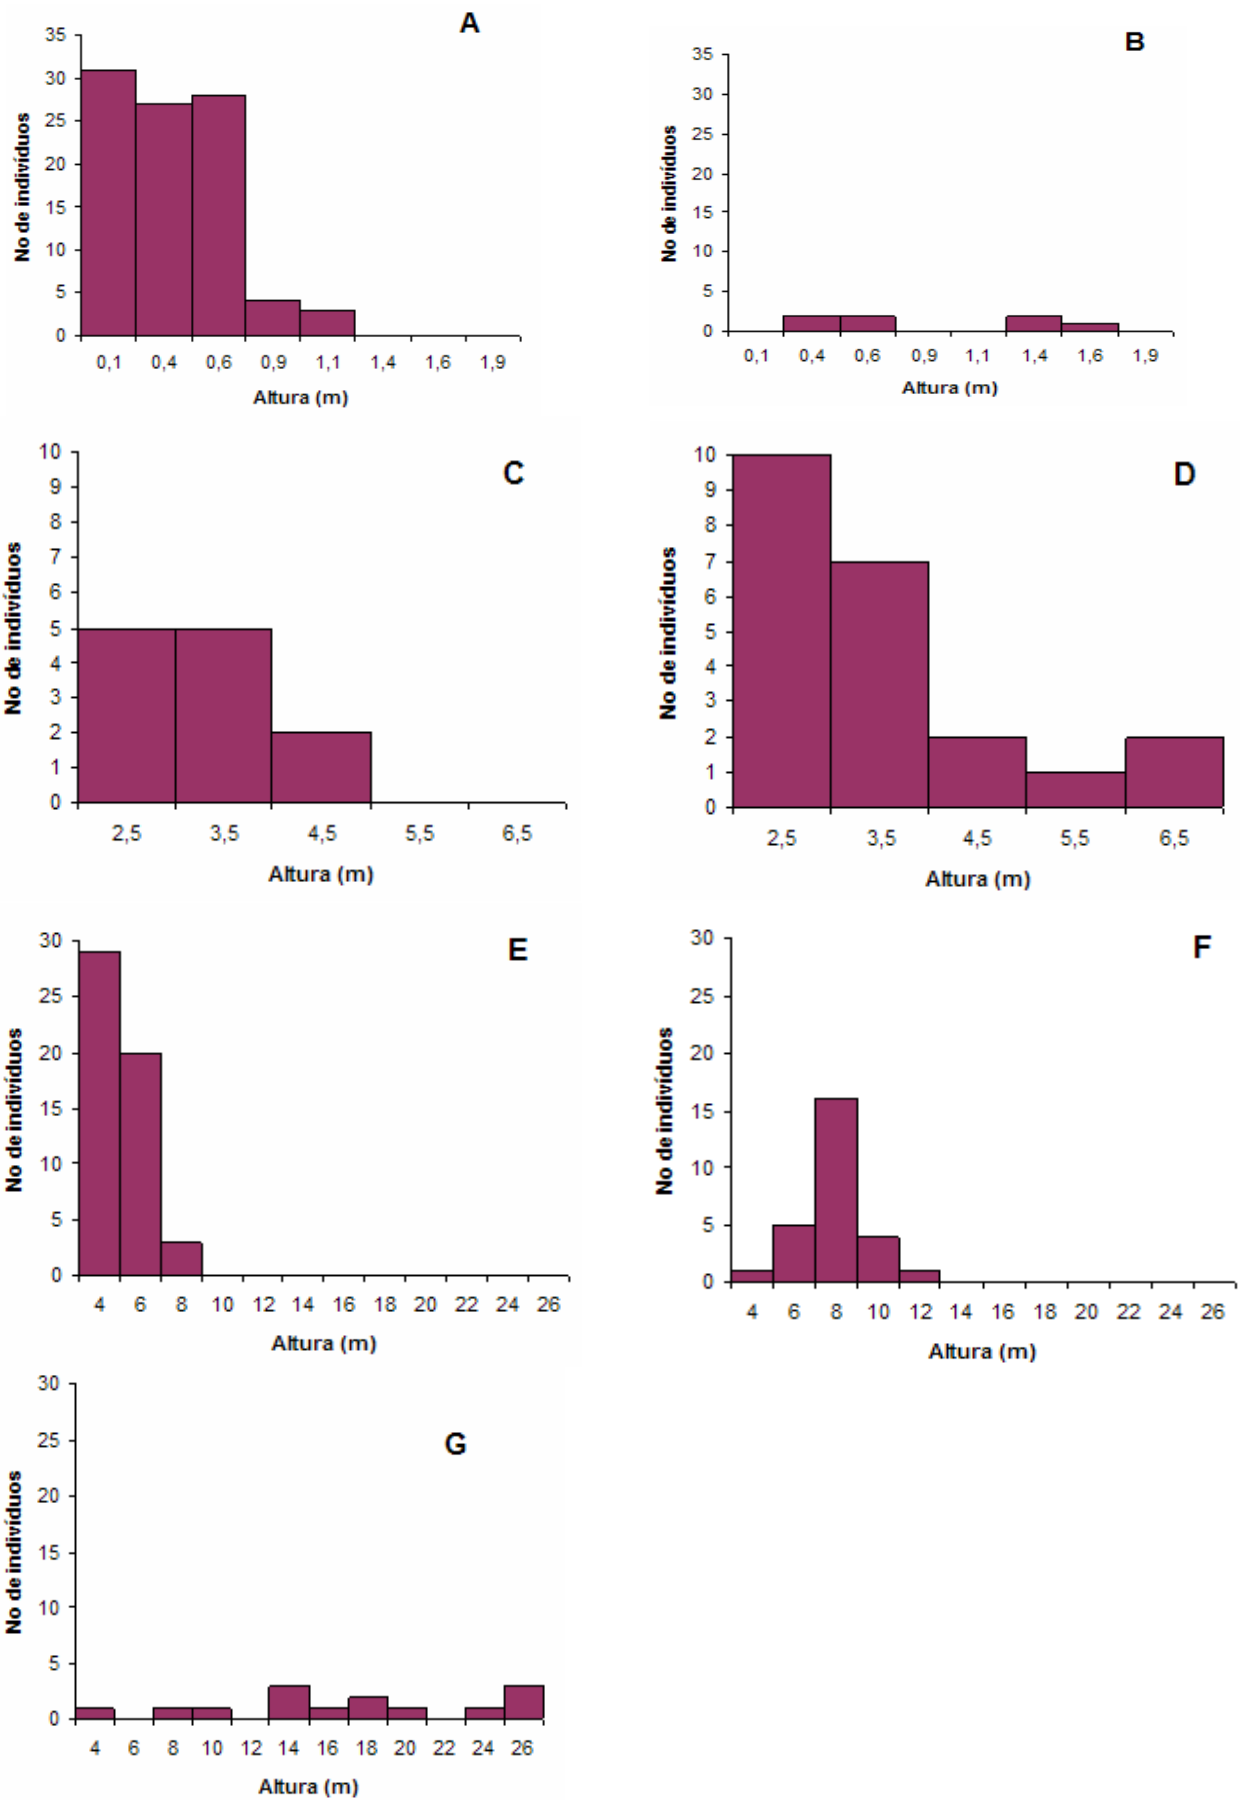 A
35
30
25
20
15
10
5
0
No de indivíduos
0,1 0,4 0,6 0,9 1,1 1,4 1,6 1,9
Altura (m)
B
35
30
25
20
15
10
5
0
No de indivíduos
0,1 0,4 0,6 0,9 1,1 1,4 1,6 1,9
Altura (m)
C
10
9
8
7
6
5
4
3
2
1
0
No de indivíduos
2,5 3,5 4,5 5,5 6,5
Altura (m)
D
10
9
8
7
6
5
4
3
2
1
0
No de indivíduos
2,5 3,5 4,5 5,5 6,5
Altura (m)
E
30
25
20
15
10
5
0
No de indivíduos
4 6 8 10 12 14 16 18 20 22 24 26
Altura (m)
F
30
25
20
15
10
5
0
No de indivíduos
4 6 8 10 12 14 16 18 20 22 24 26
Altura (m)
G
30
25
20
15
10
5
0
No de indivíduos
4 6 8 10 12 14 16 18 20 22 24 26
Altura (m)